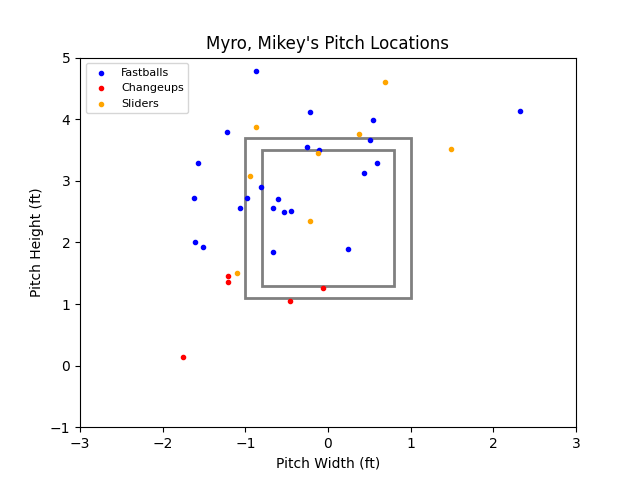 Myro, Mikey's Pitch Locations
Fastballs
Changeups
Sliders
Pitch Height (ft)
5
4
3
2
1
0
−1
−3
−2
−1
0
1
2
3
Pitch Width (ft)